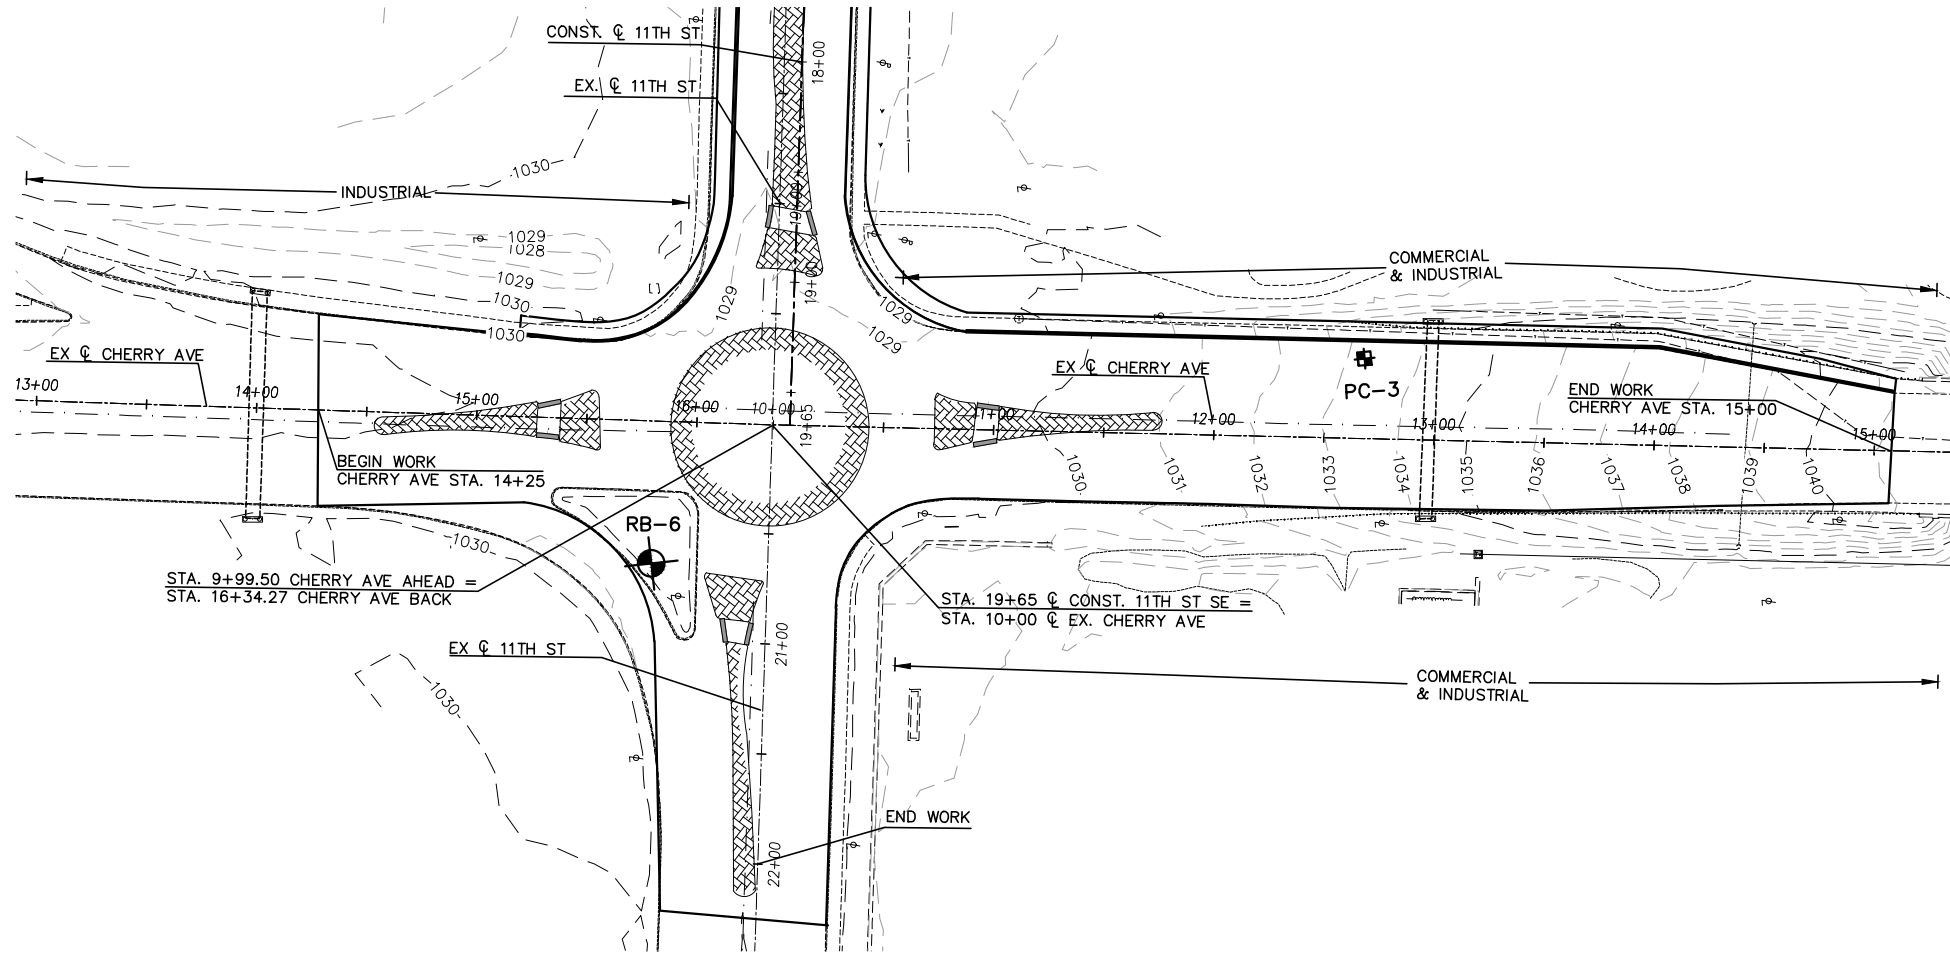 CONST. ℄ 11TH ST
18+00
EX. ℄ 11TH ST
1030
INDUSTRIAL
19+00
1029
1028
COMMERCIAL
& INDUSTRIAL
1029
19+10
1029
1030
1029
1030
1029
EX ℄ CHERRY AVE
EX ℄ CHERRY AVE
PC-3
END WORK
CHERRY AVE STA. 15+00
13+00
14+00
15+00
16+00
10+00
19+65
11+00
12+00
13+00
14+00
15+00
BEGIN WORK
CHERRY AVE STA. 14+25
1030
1031
1032
1033
1034
1035
1036
1037
1038
1039
1040
RB-6
1030
STA. 9+99.50 CHERRY AVE AHEAD =
STA. 16+34.27 CHERRY AVE BACK
STA. 19+65 ℄ CONST. 11TH ST SE =
STA. 10+00 ℄ EX. CHERRY AVE
EX ℄ 11TH ST
21+00
1030
COMMERCIAL
& INDUSTRIAL
END WORK
22+00